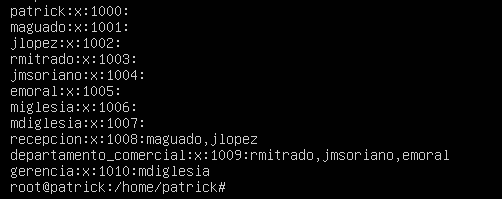 patrick:x:1000:
maguado:x:1001:
jlopez:x:1002:
rmitrado:x:1003:
jmsoriano:x:1004:
emoral:x:1005:
miglesia:x:1006:
mdiglesia:x:1007:
recepcion:x:1008:maguado,jlopez
departamento_comercial:x:1009:rmitrado,jmsoriano,emoral
gerencia:x:1010:mdiglesia
root@patrick:/home/patrick#